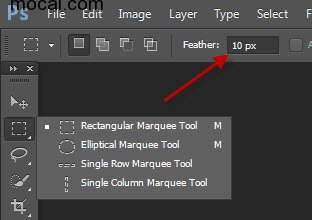 mocai.com
Ps File Edit Image Layer Type Select
Feather: 10 px A
Rectangular Marquee Tool M
Elliptical Marquee Tool M
Single Row Marquee Tool
Single Column Marquee Tool